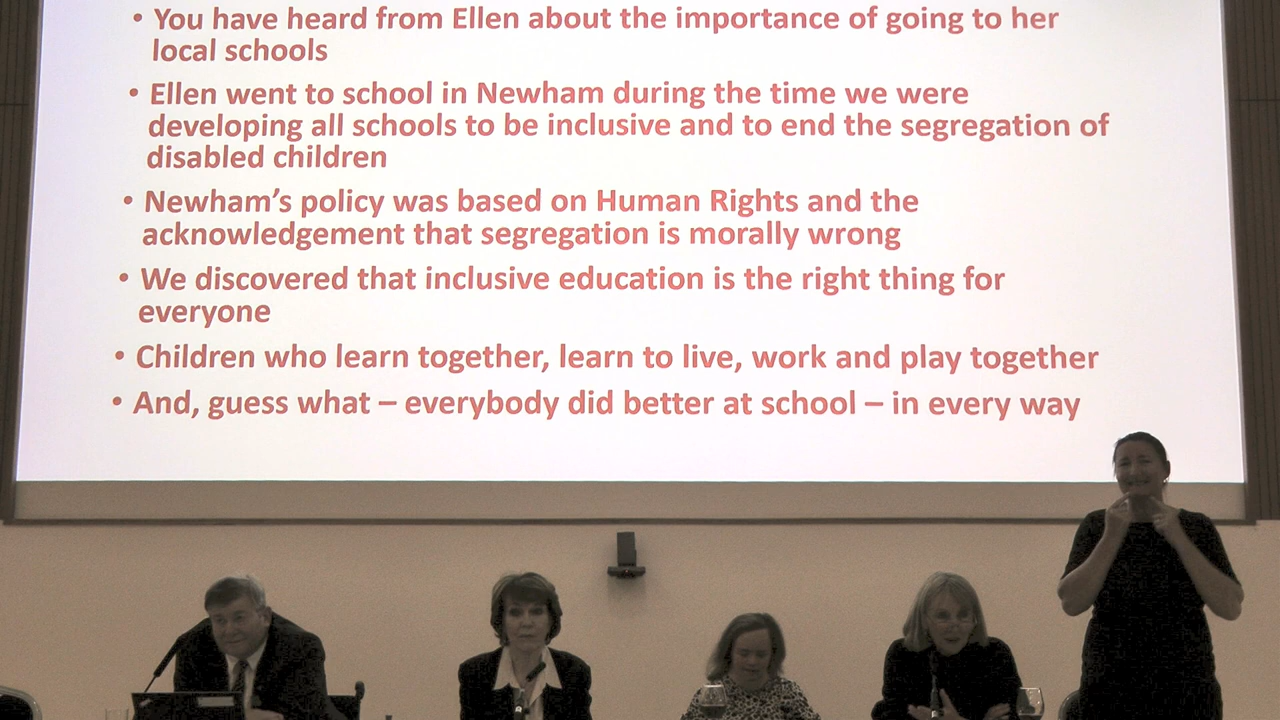 • You have heard from Ellen about the importance of going to her
local schools
• Ellen went to school in Newham during the time we were
developing all schools to be inclusive and to end the segregation of
disabled children
• Newham’s policy was based on Human Rights and the
acknowledgement that segregation is morally wrong
• We discovered that inclusive education is the right thing for
everyone
• Children who learn together, learn to live, work and play together
• And, guess what – everybody did better at school – in every way